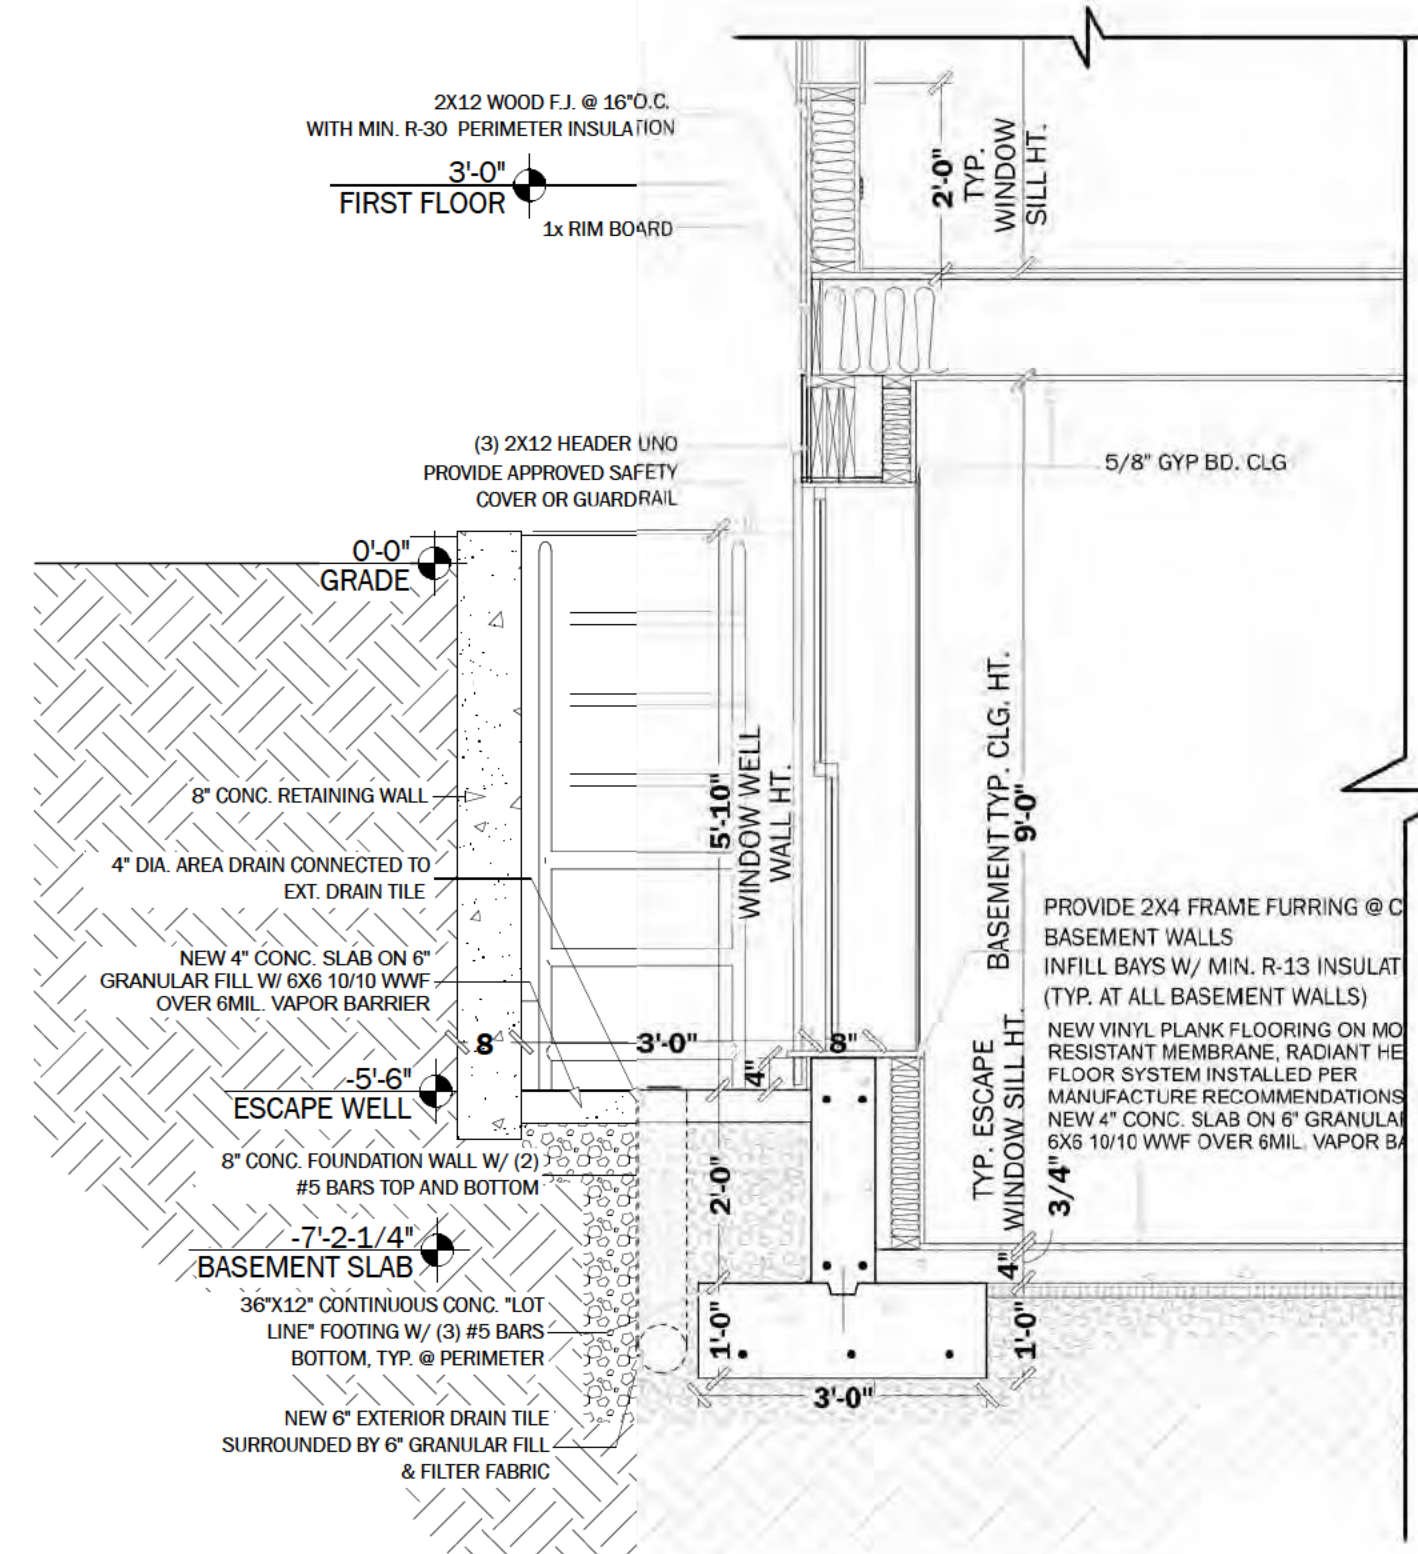 2X12 WOOD F.J. @ 16"O.C.
WITH MIN. R-30 PERIMETER INSULATION
3'-0"
FIRST FLOOR
1x RIM BOARD
2'-0"
TYP.
WINDOW
SILL HT.
(3) 2X12 HEADER UNO
PROVIDE APPROVED SAFETY
COVER OR GUARDRAIL
5/8" GYP BD. CLG
0'-0"
GRADE
8" CONC. RETAINING WALL
4" DIA. AREA DRAIN CONNECTED TO
EXT. DRAIN TILE
NEW 4" CONC. SLAB ON 6"
GRANULAR FILL W/ 6X6 10/10 WWF
OVER 6MIL. VAPOR BARRIER
5'-10"
WINDOW WELL
WALL HT.
BASEMENT TYP. CLG. HT.
9'-0"
PROVIDE 2X4 FRAME FURRING @ C
BASEMENT WALLS
INFILL BAYS W/ MIN. R-13 INSULAT
(TYP. AT ALL BASEMENT WALLS)
NEW VINYL PLANK FLOORING ON MO
RESISTANT MEMBRANE, RADIANT HE
FLOOR SYSTEM INSTALLED PER
MANUFACTURE RECOMMENDATIONS
NEW 4" CONC. SLAB ON 6" GRANULAR
6X6 10/10 WWF OVER 6MIL. VAPOR BA
8
3'-0"
8"
4"
-5'-6"
ESCAPE WELL
TYP. ESCAPE
WINDOW SILL HT.
3/4"
8" CONC. FOUNDATION WALL W/ (2)
#5 BARS TOP AND BOTTOM
2'-0"
-7'-2-1/4"
BASEMENT SLAB
4"
36"X12" CONTINUOUS CONC. "LOT
LINE" FOOTING W/ (3) #5 BARS
BOTTOM, TYP. @ PERIMETER
1'-0"
1'-0"
3'-0"
NEW 6" EXTERIOR DRAIN TILE
SURROUNDED BY 6" GRANULAR FILL
& FILTER FABRIC